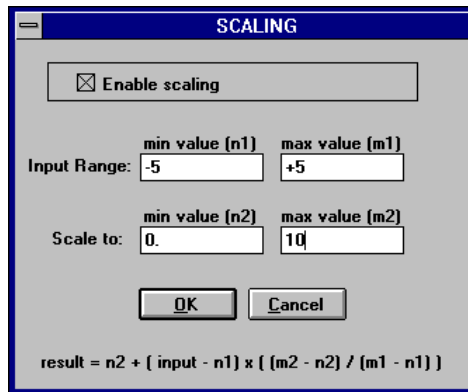 SCALING
Enable scaling
min value (n1) max value (m1)
Input Range: -5 +5
min value (n2) max value (m2)
Scale to: 0. 10
OK Cancel
result = n2 + ( input - n1) x ( (m2 - n2) / (m1 - n1) )